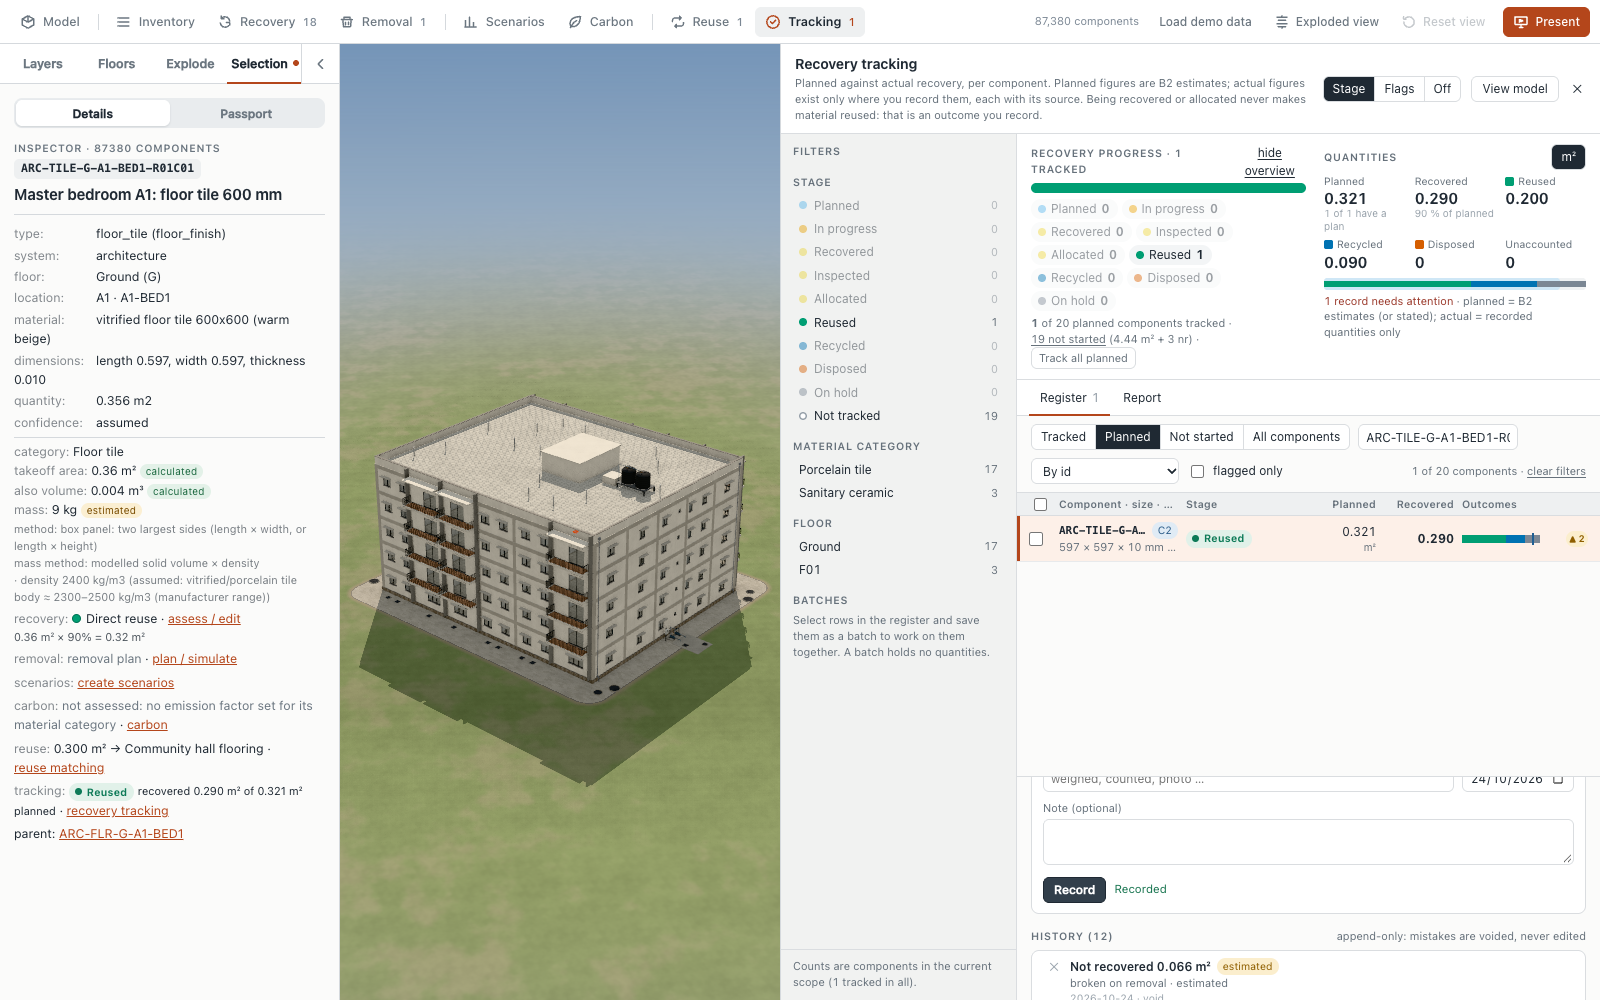 Model
Inventory
Recovery 18
Removal 1
Scenarios
Carbon
Reuse 1
Tracking 1
87,380 components
Load demo data
Exploded view
Reset view
Present
Layers
Floors
Explode
Selection
Details
Passport
INSPECTOR · 87380 COMPONENTS
ARC-TILE-G-A1-BED1-R01C01
Master bedroom A1: floor tile 600 mm
type: floor_tile (floor_finish)
system: architecture
floor: Ground (G)
location: A1 · A1-BED1
material: vitrified floor tile 600x600 (warm
beige)
dimensions: length 0.597, width 0.597, thickness
0.010
quantity: 0.356 m2
confidence: assumed
category: Floor tile
takeoff area: 0.36 m² calculated
also volume: 0.004 m³ calculated
mass: 9 kg estimated
method: box panel: two largest sides (length × width, or
length × height)
mass method: modelled solid volume × density
· density 2400 kg/m3 (assumed: vitrified/porcelain tile
body ≈ 2300–2500 kg/m3 (manufacturer range))
recovery: Direct reuse · assess / edit
0.36 m² × 90% = 0.32 m²
removal: removal plan · plan / simulate
scenarios: create scenarios
carbon: not assessed: no emission factor set for its
material category · carbon
reuse: 0.300 m² → Community hall flooring ·
reuse matching
tracking: Reused recovered 0.290 m² of 0.321 m²
planned · recovery tracking
parent: ARC-FLR-G-A1-BED1
Recovery tracking
Planned against actual recovery, per component. Planned figures are B2 estimates; actual figures
exist only where you record them, each with its source. Being recovered or allocated never makes
material reused: that is an outcome you record.
Stage
Flags
Off
View model
FILTERS
STAGE
Planned 0
In progress 0
Recovered 0
Inspected 0
Allocated 0
Reused 1
Recycled 0
Disposed 0
On hold 0
Not tracked 19
MATERIAL CATEGORY
Porcelain tile 17
Sanitary ceramic 3
FLOOR
Ground 17
F01 3
BATCHES
Select rows in the register and save
them as a batch to work on them
together. A batch holds no quantities.
Counts are components in the current
scope (1 tracked in all).
RECOVERY PROGRESS · 1
TRACKED
hide
overview
Planned 0
In progress 0
Recovered 0
Inspected 0
Allocated 0
Reused 1
Recycled 0
Disposed 0
On hold 0
1 of 20 planned components tracked ·
19 not started (4.44 m² + 3 nr) ·
Track all planned
QUANTITIES
m²
Planned
0.321
1 of 1 have a
plan
Recovered
0.290
90 % of planned
Reused
0.200
Recycled
0.090
Disposed
0
Unaccounted
0
1 record needs attention · planned = B2
estimates (or stated); actual = recorded
quantities only
Register 1
Report
Tracked
Planned
Not started
All components
ARC-TILE-G-A1-BED1-R(
By id
flagged only
1 of 20 components · clear filters
Component · size · ...
Stage
Planned
Recovered
Outcomes
ARC-TILE-G-A... C2
597 × 597 × 10 mm ...
Reused
0.321
m²
0.290
▲2
weighed, counted, photo ...
24/10/2026
Note (optional)
Record
Recorded
HISTORY (12)
append-only: mistakes are voided, never edited
Not recovered 0.066 m² estimated
broken on removal · estimated
2026-10-24 · void